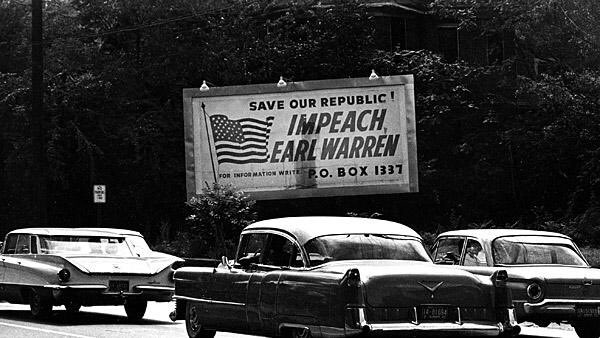 SAVE OUR REPUBLIC!
IMPEACH
EARL WARREN
FOR INFORMATION WRITE P.O. BOX 1337